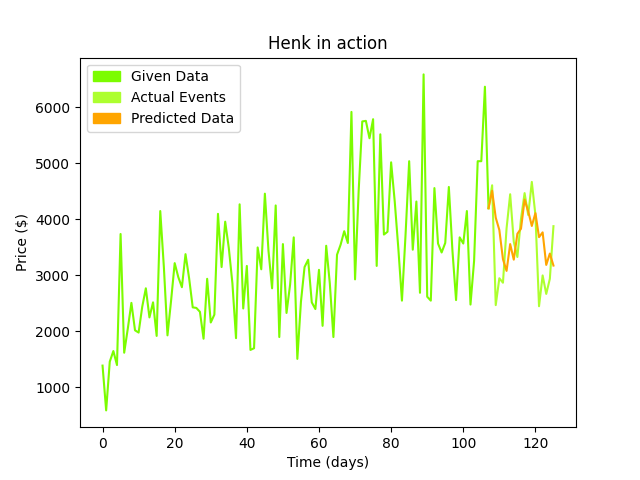 Henk in action
Given Data
Actual Events
Predicted Data
Price ($)
6000
5000
4000
3000
2000
1000
0 20 40 60 80 100 120
Time (days)